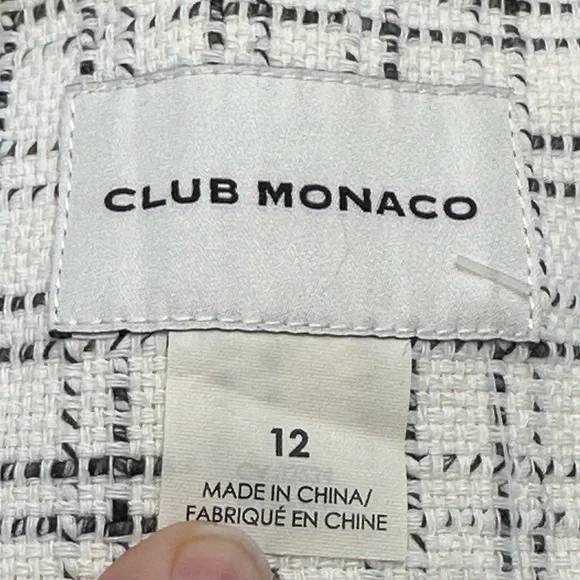 CLUB MONACO
12
MADE IN CHINA/
FABRIQUÉ EN CHINE